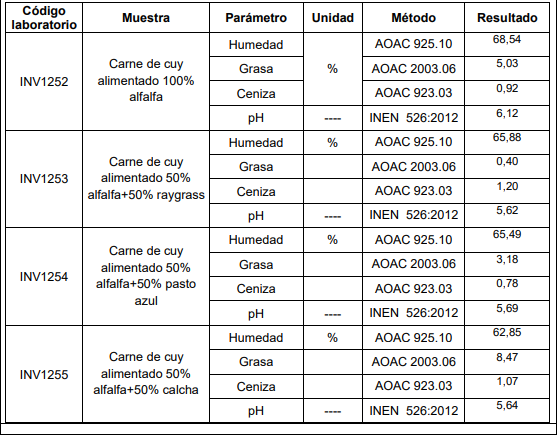 Código laboratorio Muestra Parámetro Unidad Método Resultado
INV1252 Carne de cuy alimentado 100% alfalfa Humedad % AOAC 925.10 68,54
Grasa AOAC 2003.06 5,03
Ceniza AOAC 923.03 0,92
pH ---- INEN 526:2012 6,12
INV1253 Carne de cuy alimentado 50% alfalfa+50% raygrass Humedad % AOAC 925.10 65,88
Grasa AOAC 2003.06 0,40
Ceniza AOAC 923.03 1,20
pH ---- INEN 526:2012 5,62
INV1254 Carne de cuy alimentado 50% alfalfa+50% pasto azul Humedad % AOAC 925.10 65,49
Grasa AOAC 2003.06 3,18
Ceniza AOAC 923.03 0,78
pH ---- INEN 526:2012 5,69
INV1255 Carne de cuy alimentado 50% alfalfa+50% calcha Humedad % AOAC 925.10 62,85
Grasa AOAC 2003.06 8,47
Ceniza AOAC 923.03 1,07
pH ---- INEN 526:2012 5,64